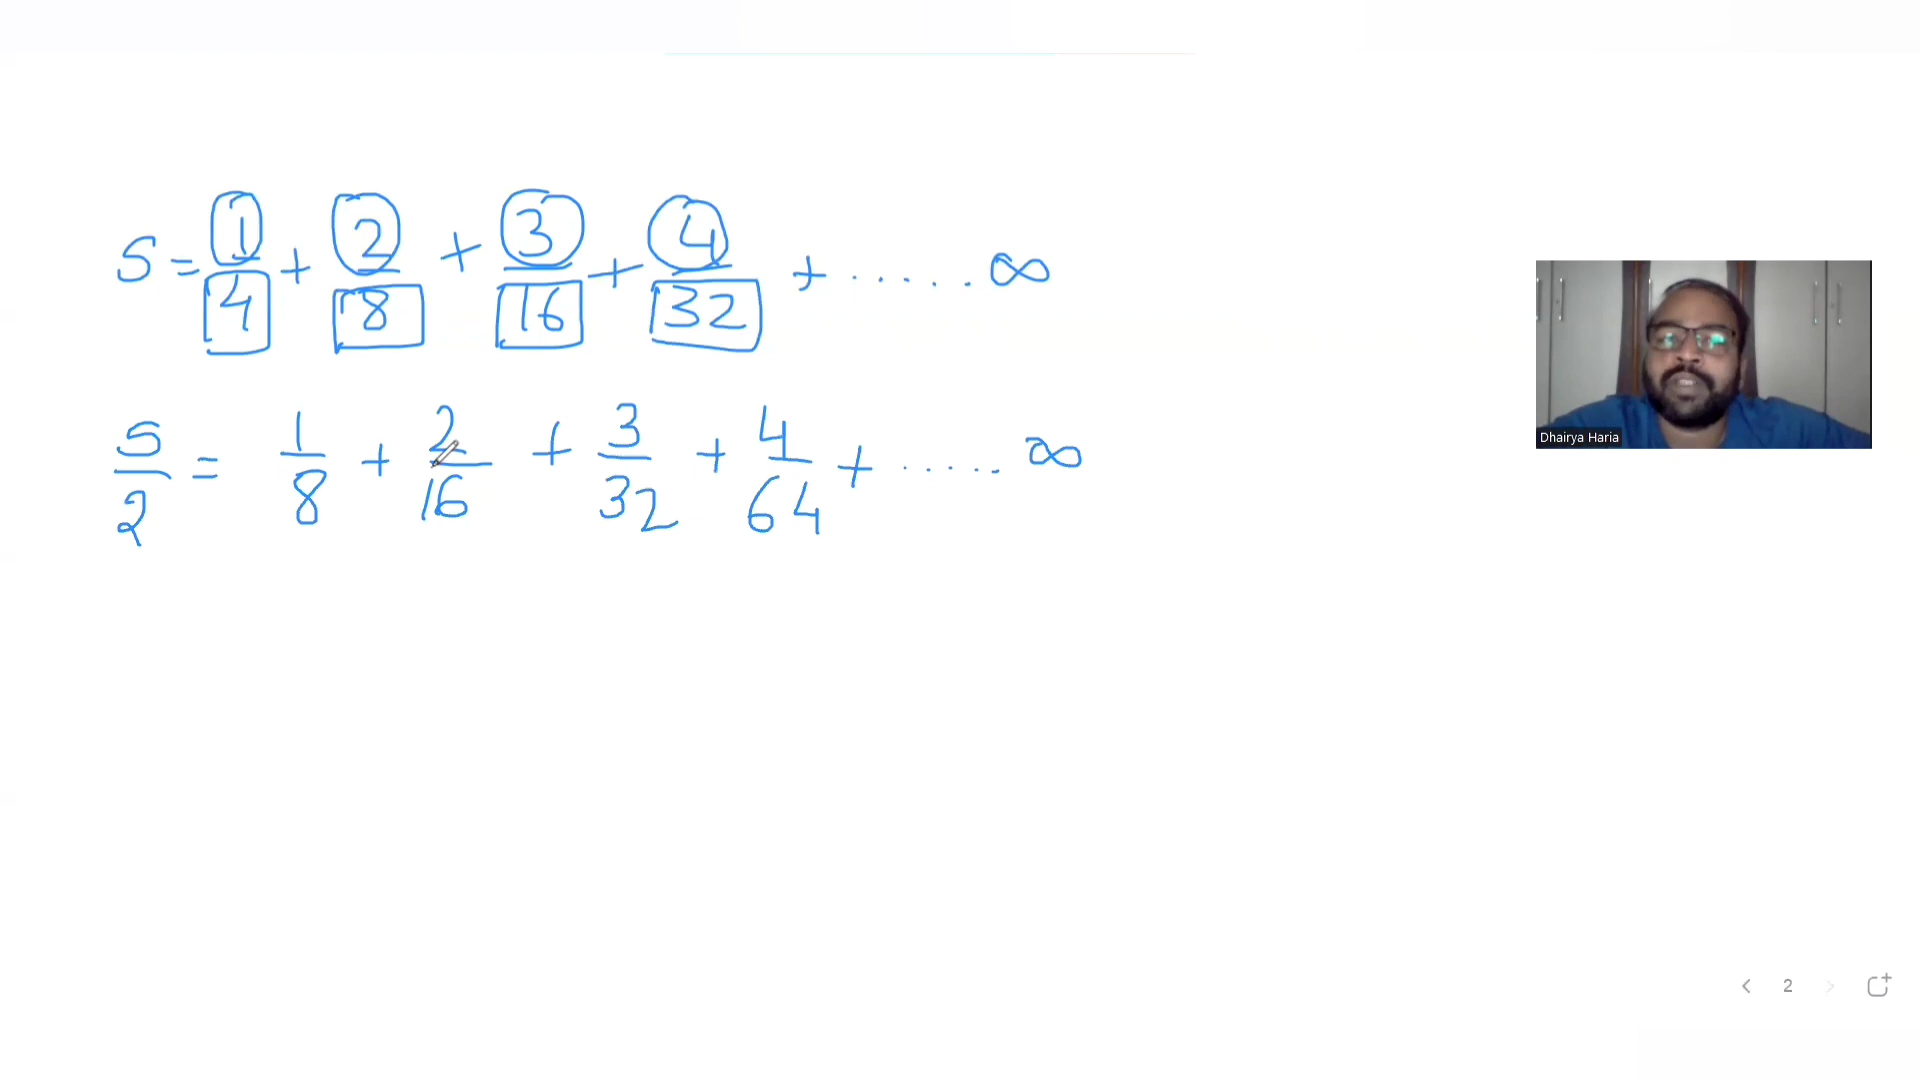 S = 1/4 + 2/8 + 3/16 + 4/32 + ..... ∞
S/2 = 1/8 + 2/16 + 3/32 + 4/64 + ..... ∞
Dhairya Haria
2